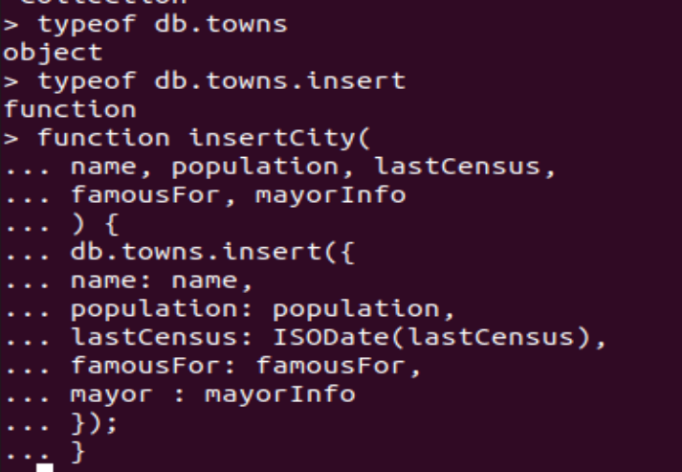 collection
> typeof db.towns
object
> typeof db.towns.insert
function
> function insertCity(
... name, population, lastCensus,
... famousFor, mayorInfo
... ) {
... db.towns.insert({
... name: name,
... population: population,
... lastCensus: ISODate(lastCensus),
... famousFor: famousFor,
... mayor : mayorInfo
... });
... }